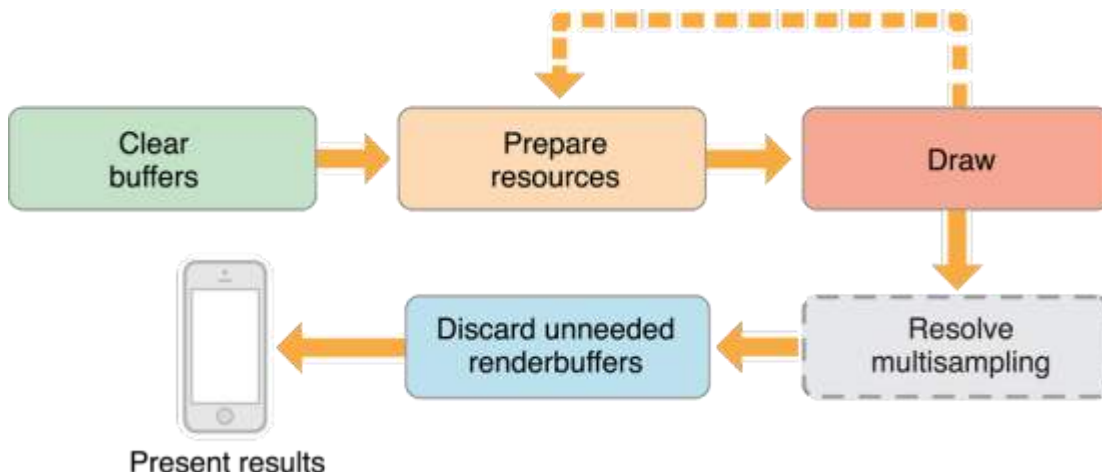 Clear
buffers
Prepare
resources
Draw
Resolve
multisampling
Discard unneeded
renderbuffers
Present results